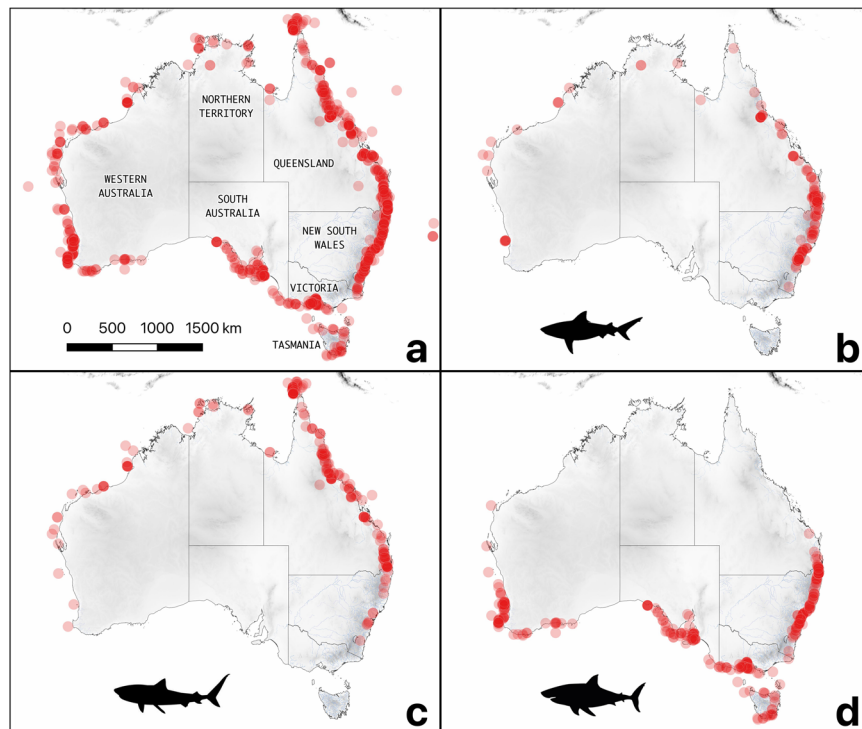 NORTHERN
TERRITORY
QUEENSLAND
WESTERN
AUSTRALIA
SOUTH
AUSTRALIA
NEW SOUTH
WALES
VICTORIA
0 500 1000 1500 km
TASMANIA
a
b
c
d